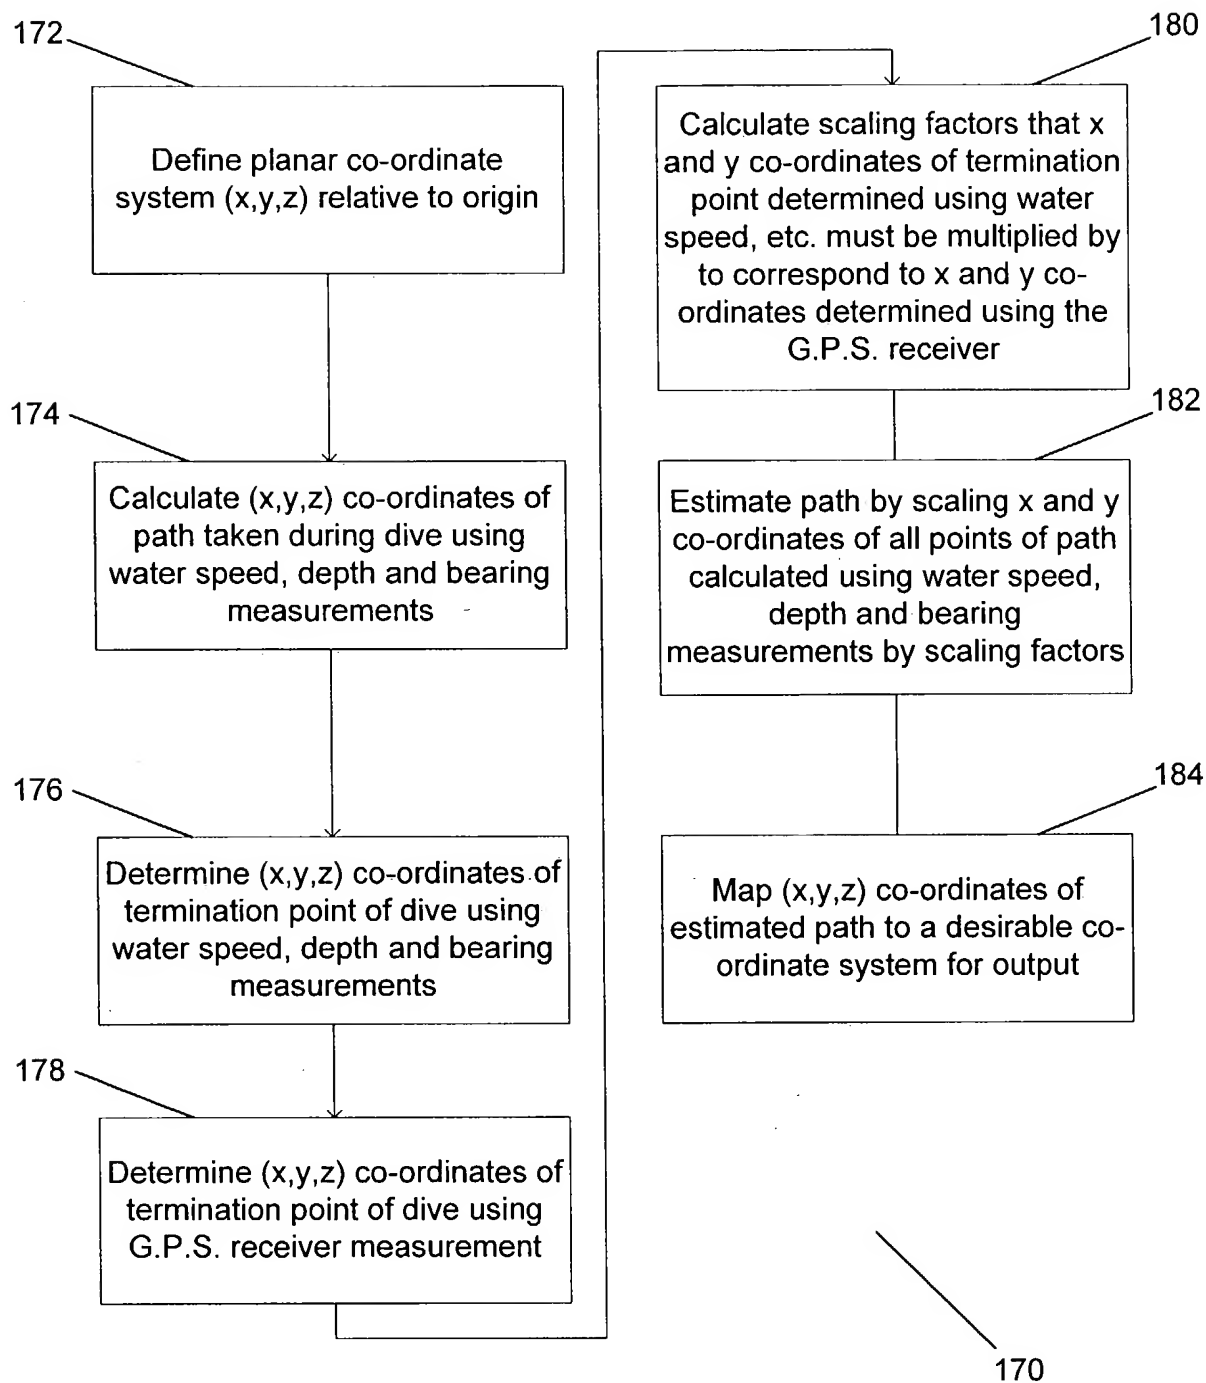 172
Define planar co-ordinate
system (x,y,z) relative to origin
174
Calculate (x,y,z) co-ordinates of
path taken during dive using
water speed, depth and bearing
measurements
176
Determine (x,y,z) co-ordinates of
termination point of dive using
water speed, depth and bearing
measurements
178
Determine (x,y,z) co-ordinates of
termination point of dive using
G.P.S. receiver measurement
180
Calculate scaling factors that x
and y co-ordinates of termination
point determined using water
speed, etc. must be multiplied by
to correspond to x and y co-
ordinates determined using the
G.P.S. receiver
182
Estimate path by scaling x and y
co-ordinates of all points of path
calculated using water speed,
depth and bearing
measurements by scaling factors
184
Map (x,y,z) co-ordinates of
estimated path to a desirable co-
ordinate system for output
170